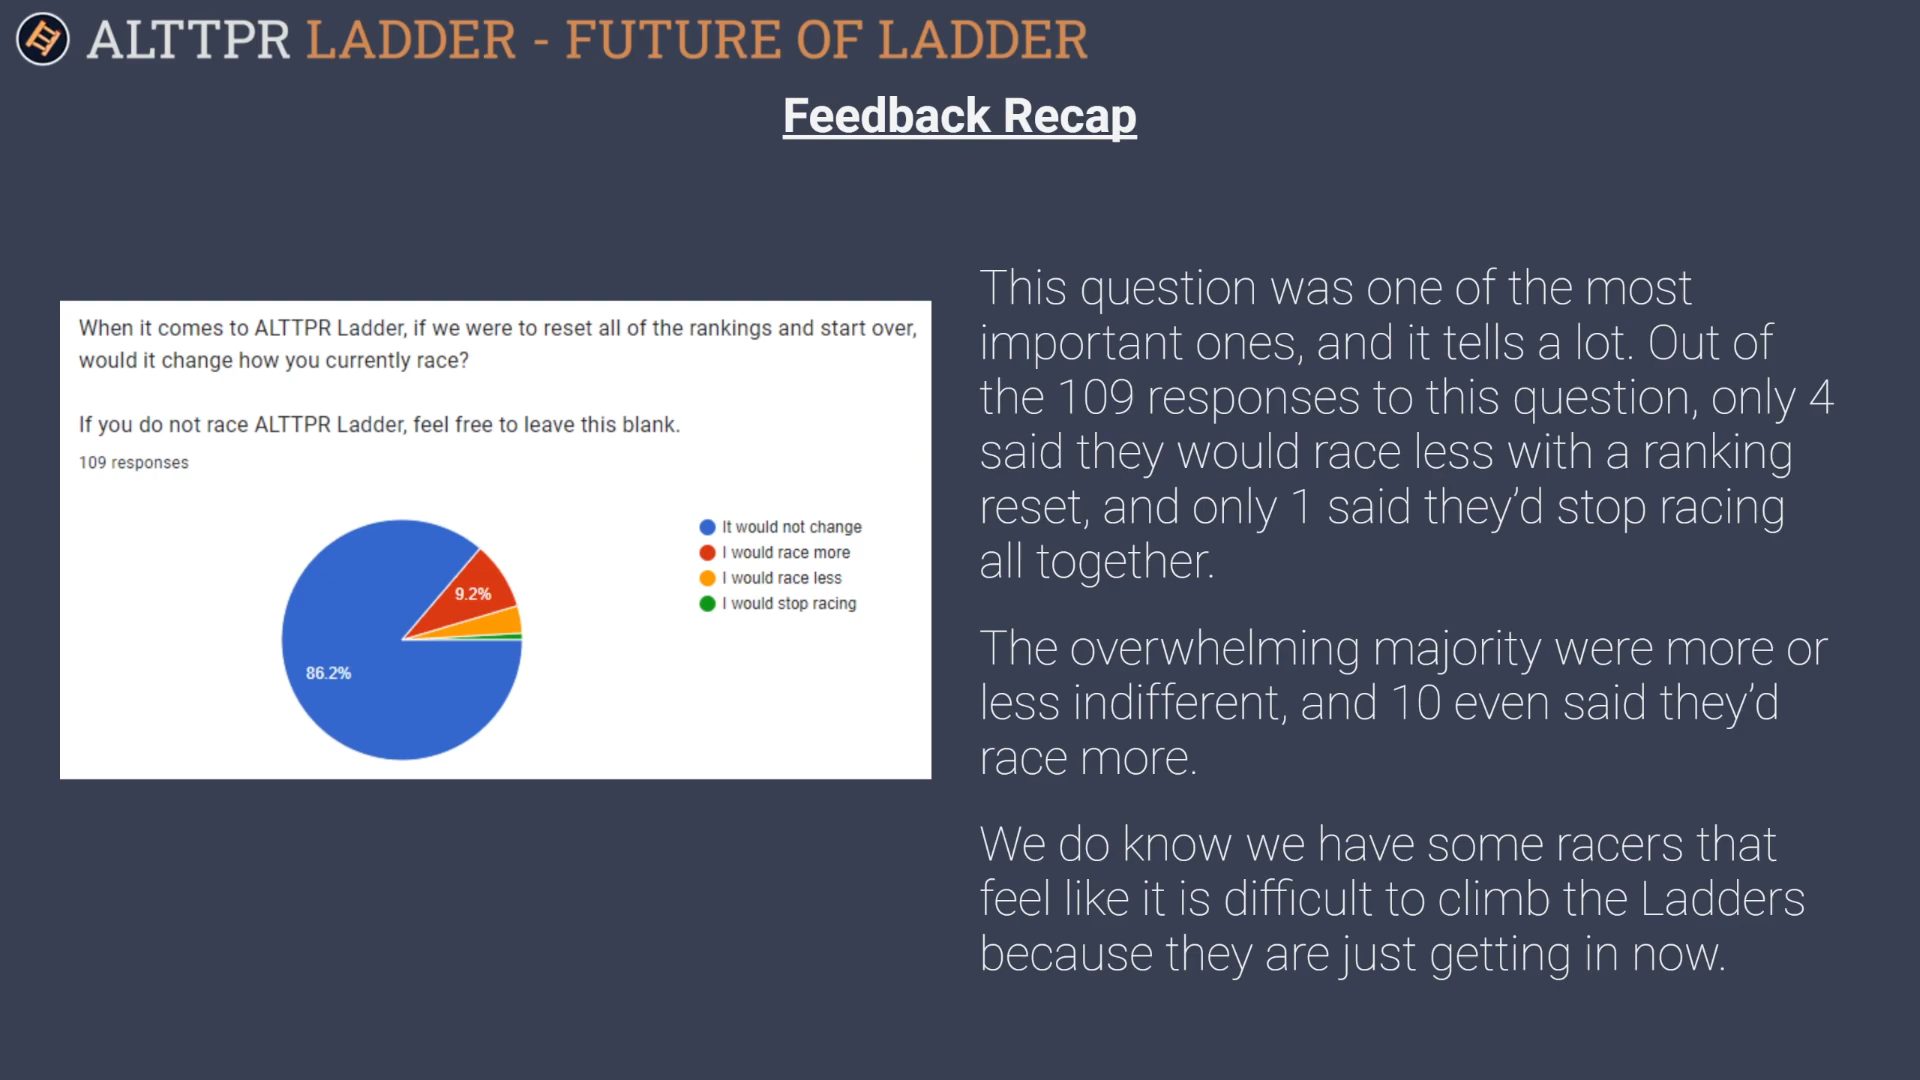 ALTTPR LADDER - FUTURE OF LADDER
Feedback Recap
When it comes to ALTTPR Ladder, if we were to reset all of the rankings and start over,
would it change how you currently race?
If you do not race ALTTPR Ladder, feel free to leave this blank.
109 responses
It would not change
I would race more
I would race less
I would stop racing
9.2%
86.2%
This question was one of the most
important ones, and it tells a lot. Out of
the 109 responses to this question, only 4
said they would race less with a ranking
reset, and only 1 said they’d stop racing
all together.
The overwhelming majority were more or
less indifferent, and 10 even said they’d
race more.
We do know we have some racers that
feel like it is difficult to climb the Ladders
because they are just getting in now.